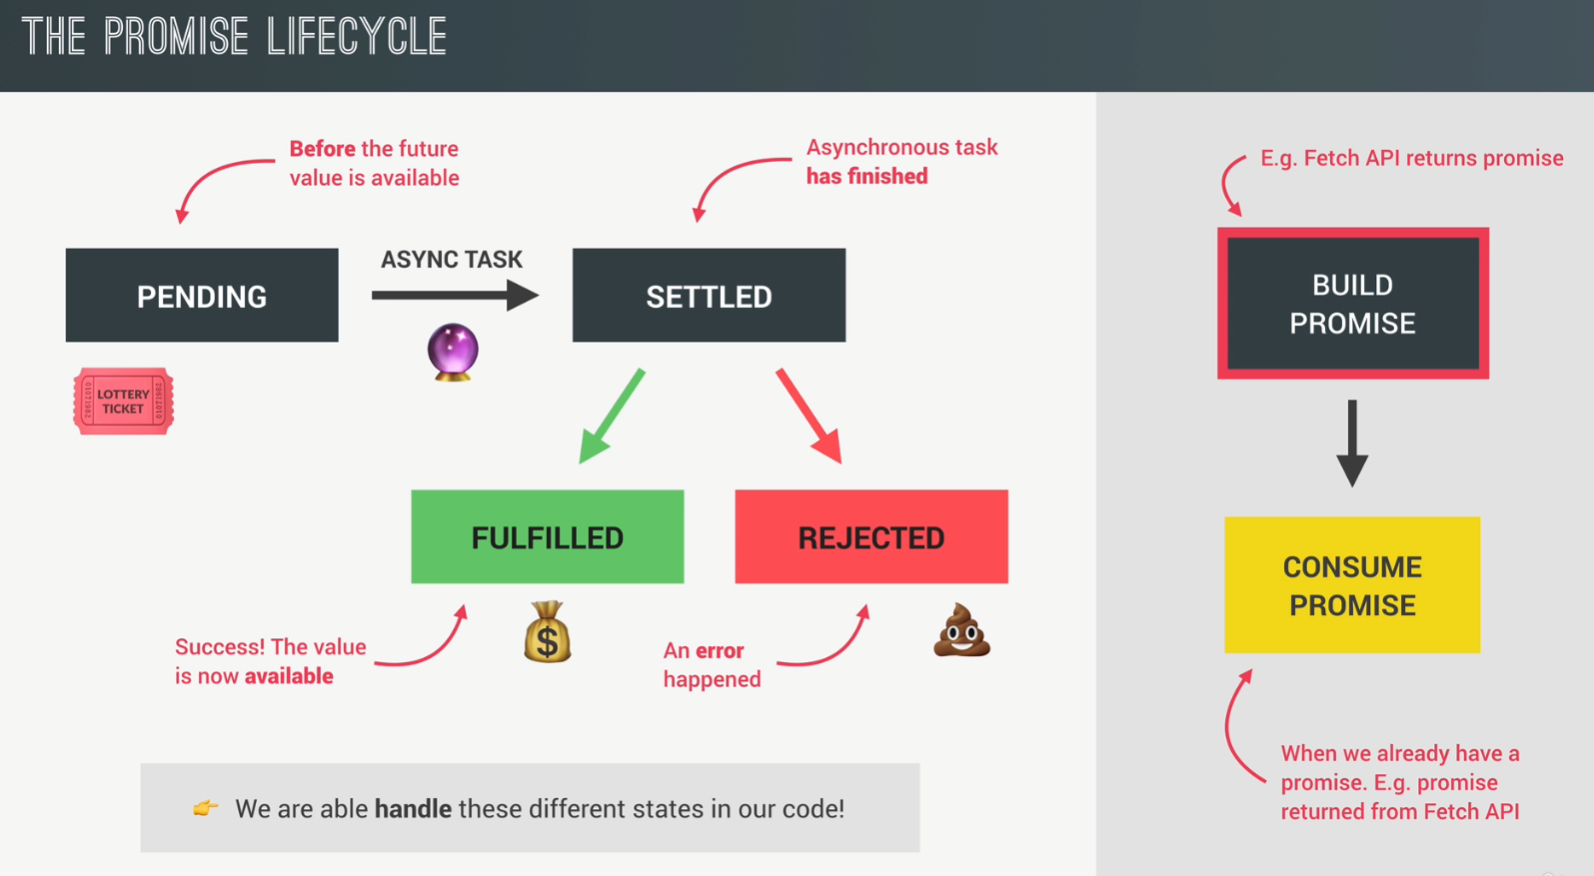 THE PROMISE LIFECYCLE
Before the future
value is available
Asynchronous task
has finished
E.g. Fetch API returns promise
PENDING
ASYNC TASK
SETTLED
BUILD
PROMISE
LOTTERY
TICKET
FULFILLED
REJECTED
CONSUME
PROMISE
$
Success! The value
is now available
An error
happened
When we already have a
promise. E.g. promise
returned from Fetch API
We are able handle these different states in our code!